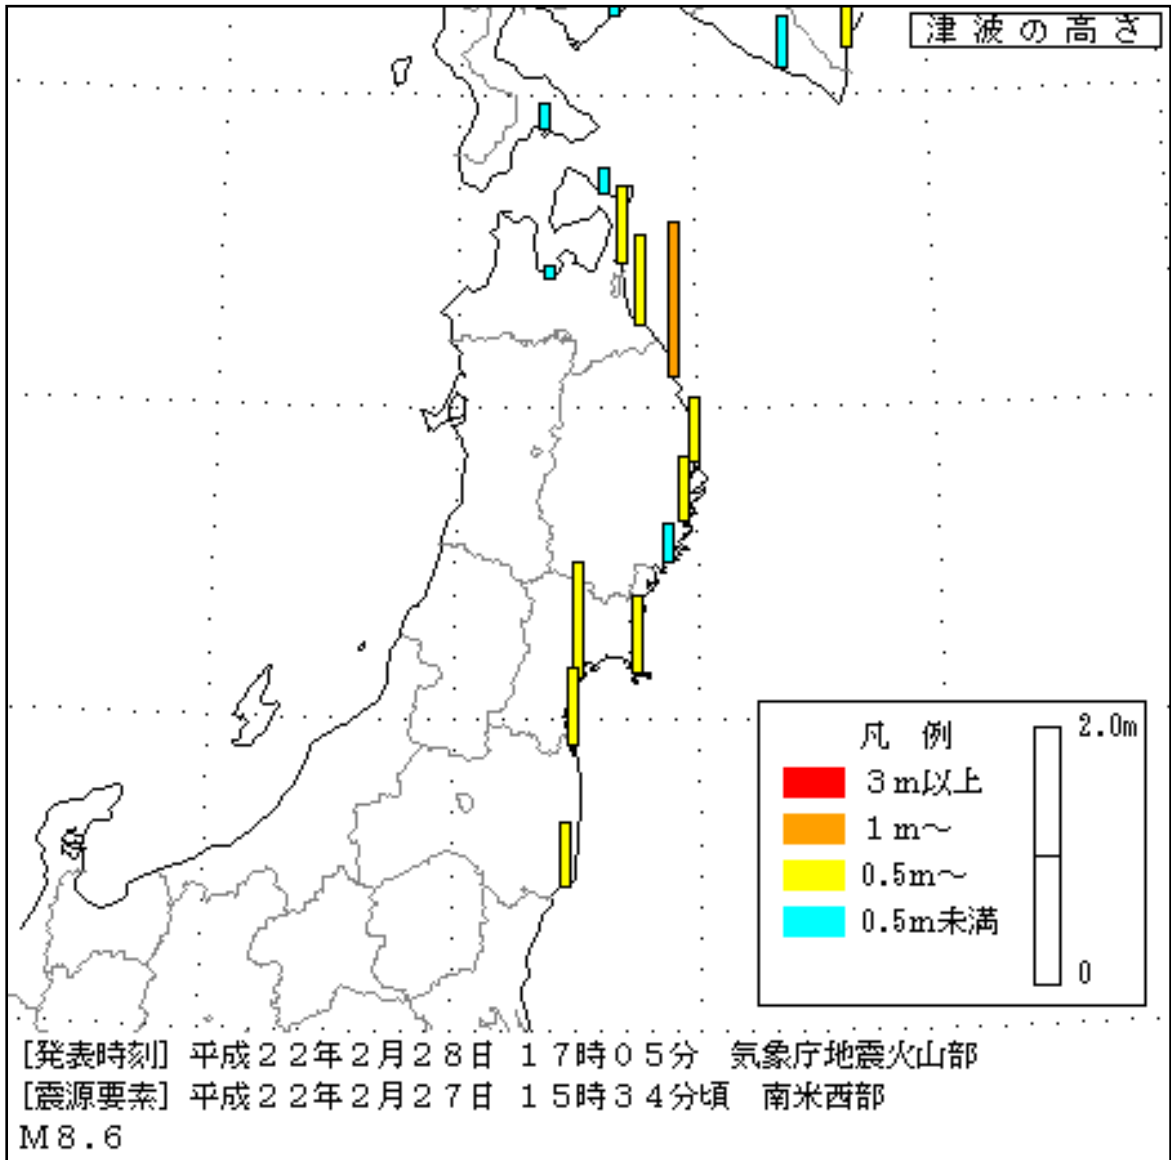 津波の高さ
凡例
2.0m
3m以上
1m～
0.5m～
0.5m未満
0
[発表時刻] 平成22年2月28日 17時05分 気象庁地震火山部
[震源要素] 平成22年2月27日 15時34分頃 南米西部
M8.6